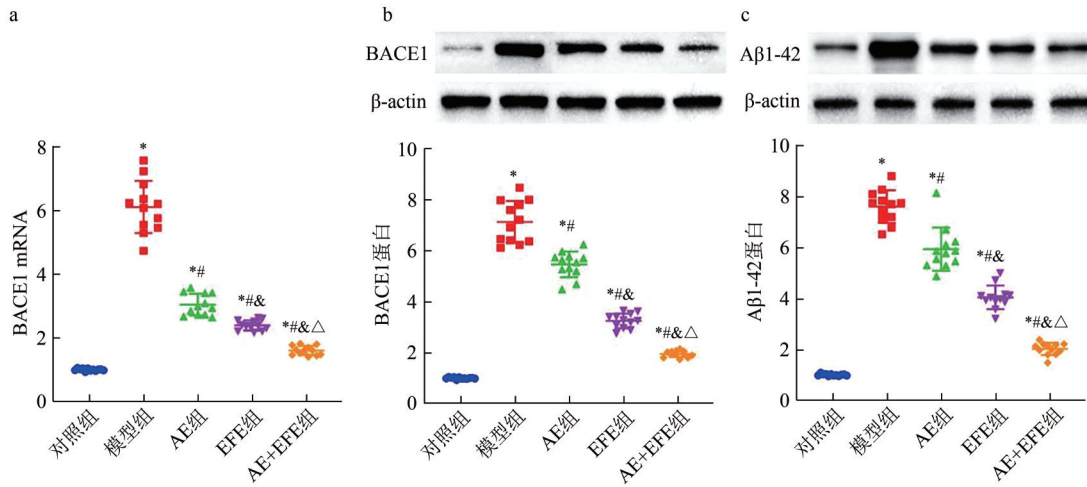 a
b
c
BACE1
β-actin
Aβ1-42
β-actin
BACE1 mRNA
8
6
4
2
0
*
*#
*#&
*#&△
对照组
模型组
AE组
EFE组
AE+EFE组
BACE1蛋白
10
8
6
4
2
0
*
*#
*#&
*#&△
对照组
模型组
AE组
EFE组
AE+EFE组
Aβ1-42蛋白
10
8
6
4
2
0
*
*#
*#&
*#&△
对照组
模型组
AE组
EFE组
AE+EFE组